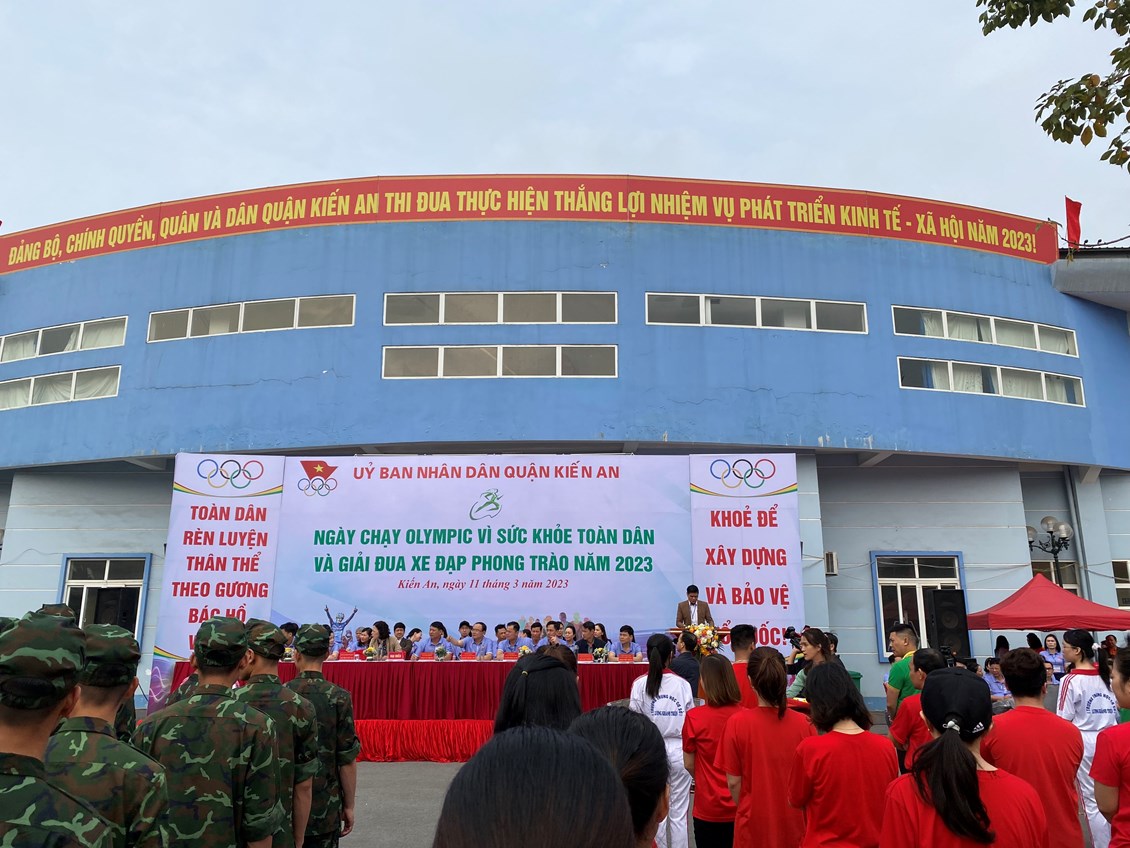 ĐẢNG BỘ, CHÍNH QUYỀN, QUÂN VÀ DÂN QUẬN KIẾN AN THI ĐUA THỰC HIỆN THẮNG LỢI NHIỆM VỤ PHÁT TRIỂN KINH TẾ - XÃ HỘI NĂM 2023!
TOÀN DÂN
RÈN LUYỆN
THÂN THỂ
THEO GƯƠNG
BÁC HỒ
UỶ BAN NHÂN DÂN QUẬN KIẾN AN
NGÀY CHẠY OLYMPIC VÌ SỨC KHỎE TOÀN DÂN
VÀ GIẢI ĐUA XE ĐẠP PHONG TRÀO NĂM 2023
Kiến An, ngày 11 tháng 3 năm 2023
KHOẺ ĐỂ
XÂY DỰNG
VÀ BẢO VỆ